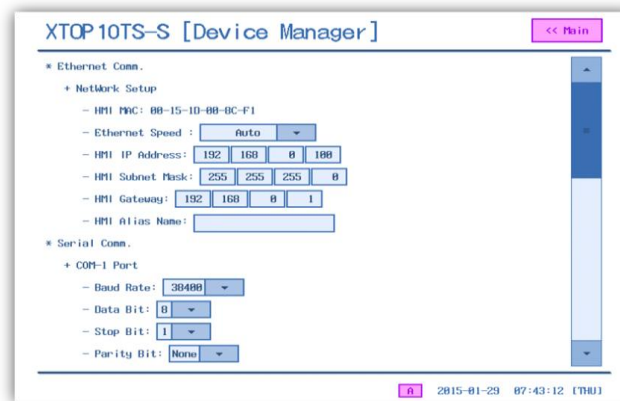 XTOP10TS-S [Device Manager]
<< Main
* Ethernet Comm.
+ NetWork Setup
- HMI MAC: 00-15-1D-00-BC-F1
- Ethernet Speed : Auto
- HMI IP Address: 192 168 0 100
- HMI Subnet Mask: 255 255 255 0
- HMI Gateway: 192 168 0 1
- HMI Alias Name:
* Serial Comm.
+ COM-1 Port
- Baud Rate: 38400
- Data Bit: 8
- Stop Bit: 1
- Parity Bit: None
A 2015-01-29 07:43:12 [THU]